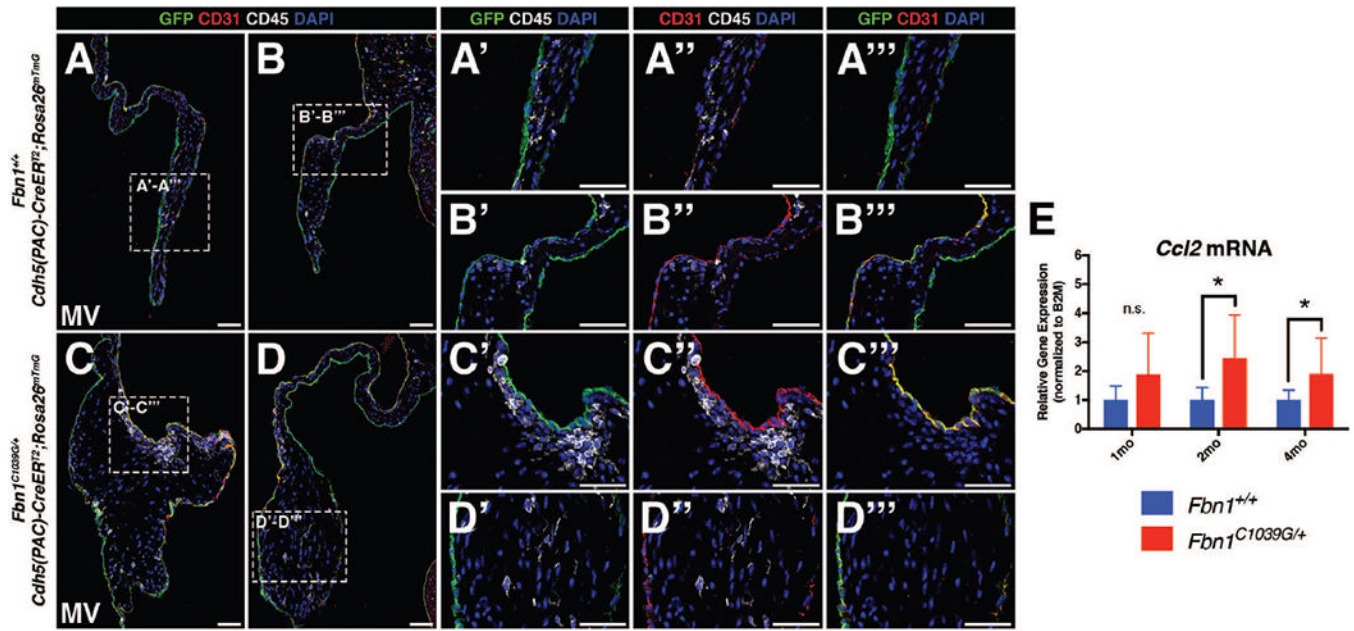 GFP CD31 CD45 DAPI
GFP CD45 DAPI
CD31 CD45 DAPI
GFP CD31 DAPI
Fbn1+/+
Cdh5(PAC)-CreERT2;Rosa26mTmG
A
A'-A'''
MV
B
B'-B'''
A'
A''
A'''
B'
B''
B'''
Fbn1C1039G/+
Cdh5(PAC)-CreERT2;Rosa26mTmG
C
C'-C'''
MV
D
D'-D'''
C'
C''
C'''
D'
D''
D'''
E
Ccl2 mRNA
Relative Gene Expression
(normalized to B2M)
6
5
4
3
2
1
0
n.s.
*
*
1mo
2mo
4mo
Fbn1+/+
Fbn1C1039G/+